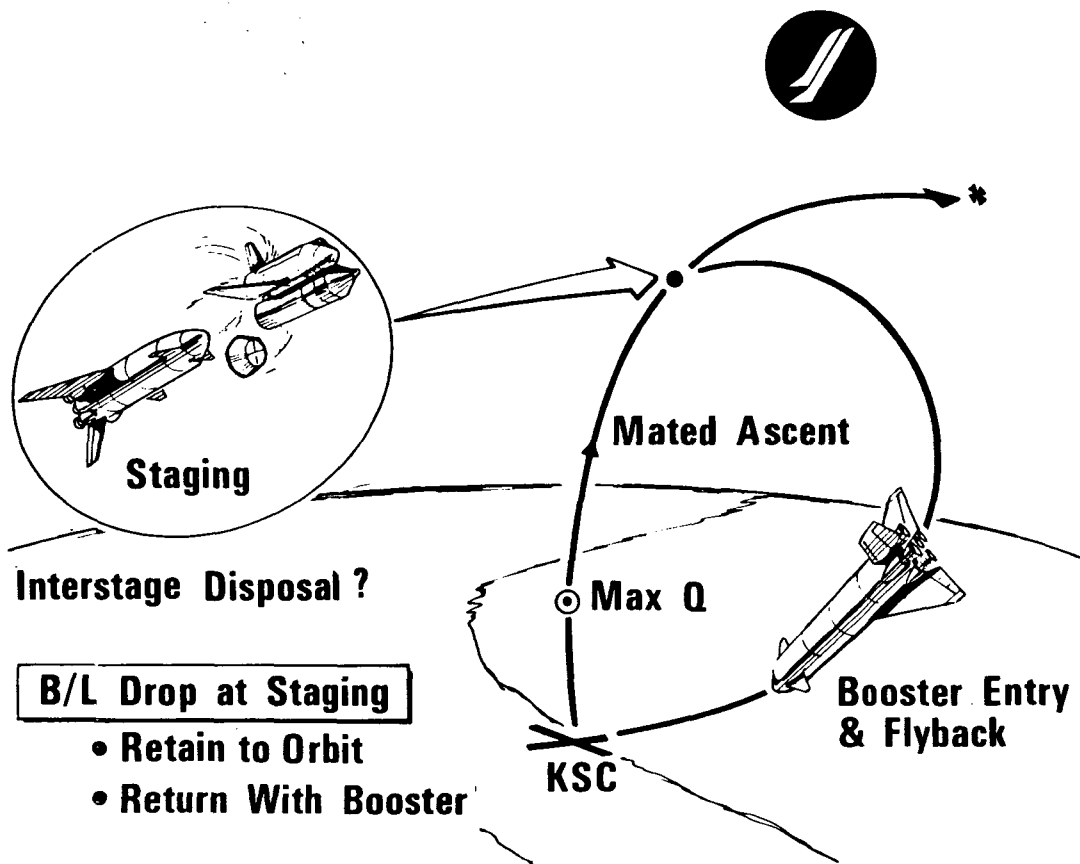 *
Mated Ascent
Staging
Interstage Disposal ?
Max Q
B/L Drop at Staging
• Retain to Orbit
• Return With Booster
Booster Entry
& Flyback
KSC